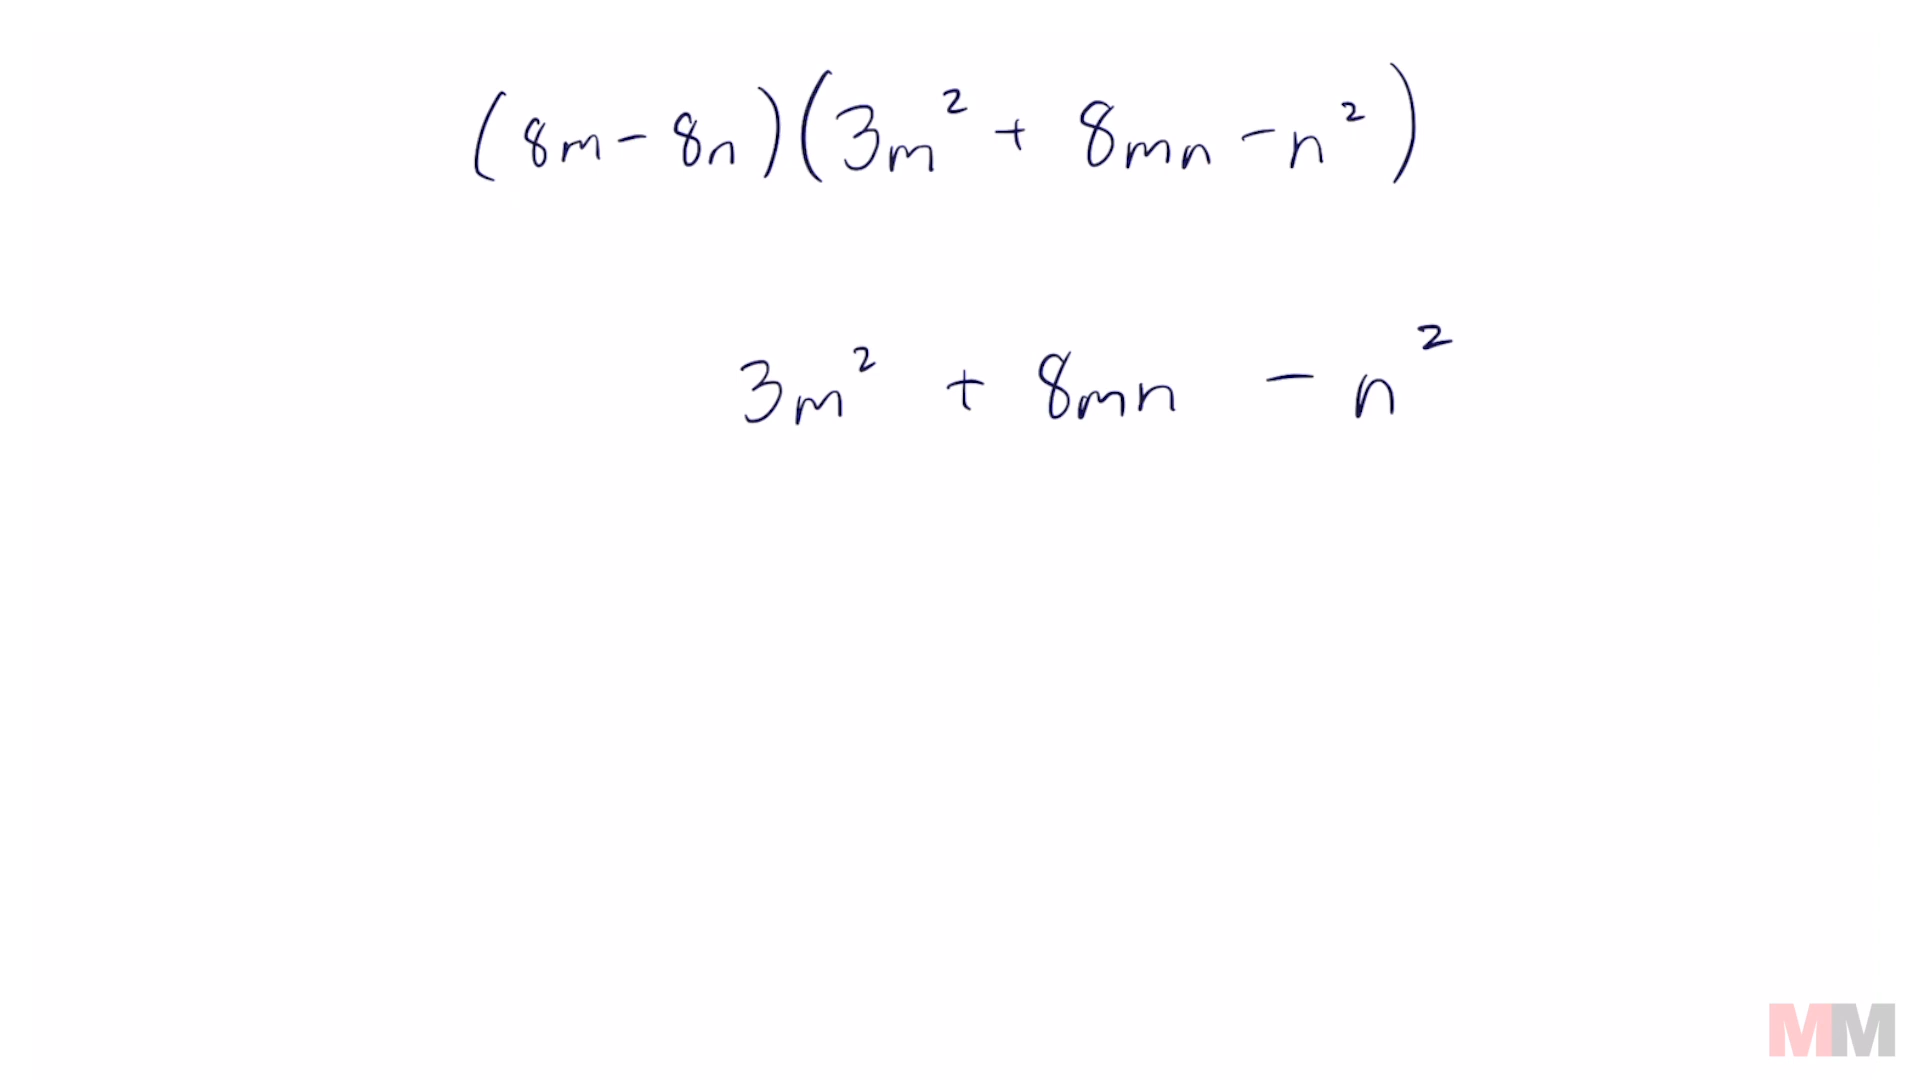 (8m - 8n)(3m² + 8mn - n²)
3m² + 8mn - n²
MM